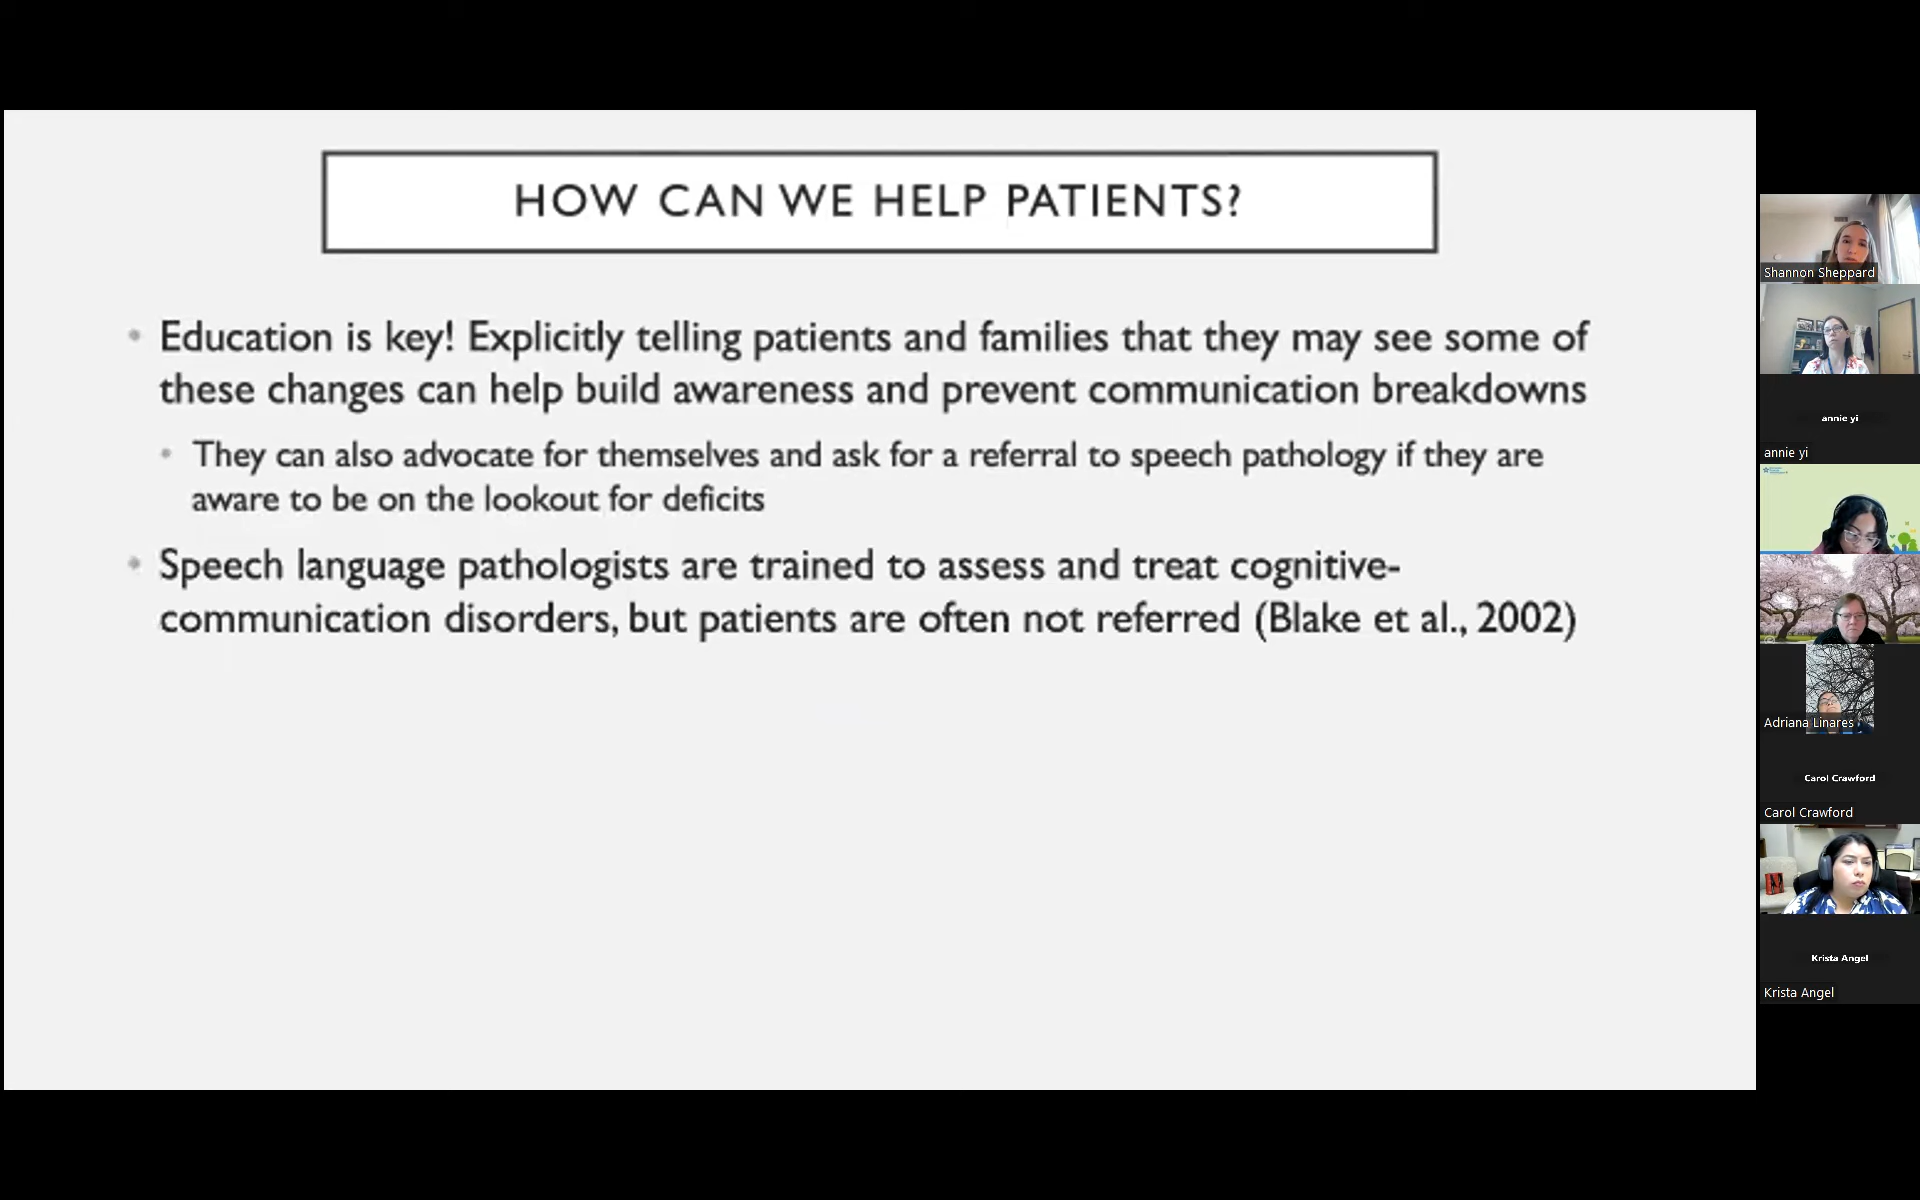 HOW CAN WE HELP PATIENTS?
• Education is key! Explicitly telling patients and families that they may see some of
these changes can help build awareness and prevent communication breakdowns
• They can also advocate for themselves and ask for a referral to speech pathology if they are
aware to be on the lookout for deficits
• Speech language pathologists are trained to assess and treat cognitive-
communication disorders, but patients are often not referred (Blake et al., 2002)
Shannon Sheppard
annie yi
annie yi
Adriana Linares
Carol Crawford
Carol Crawford
Krista Angel
Krista Angel